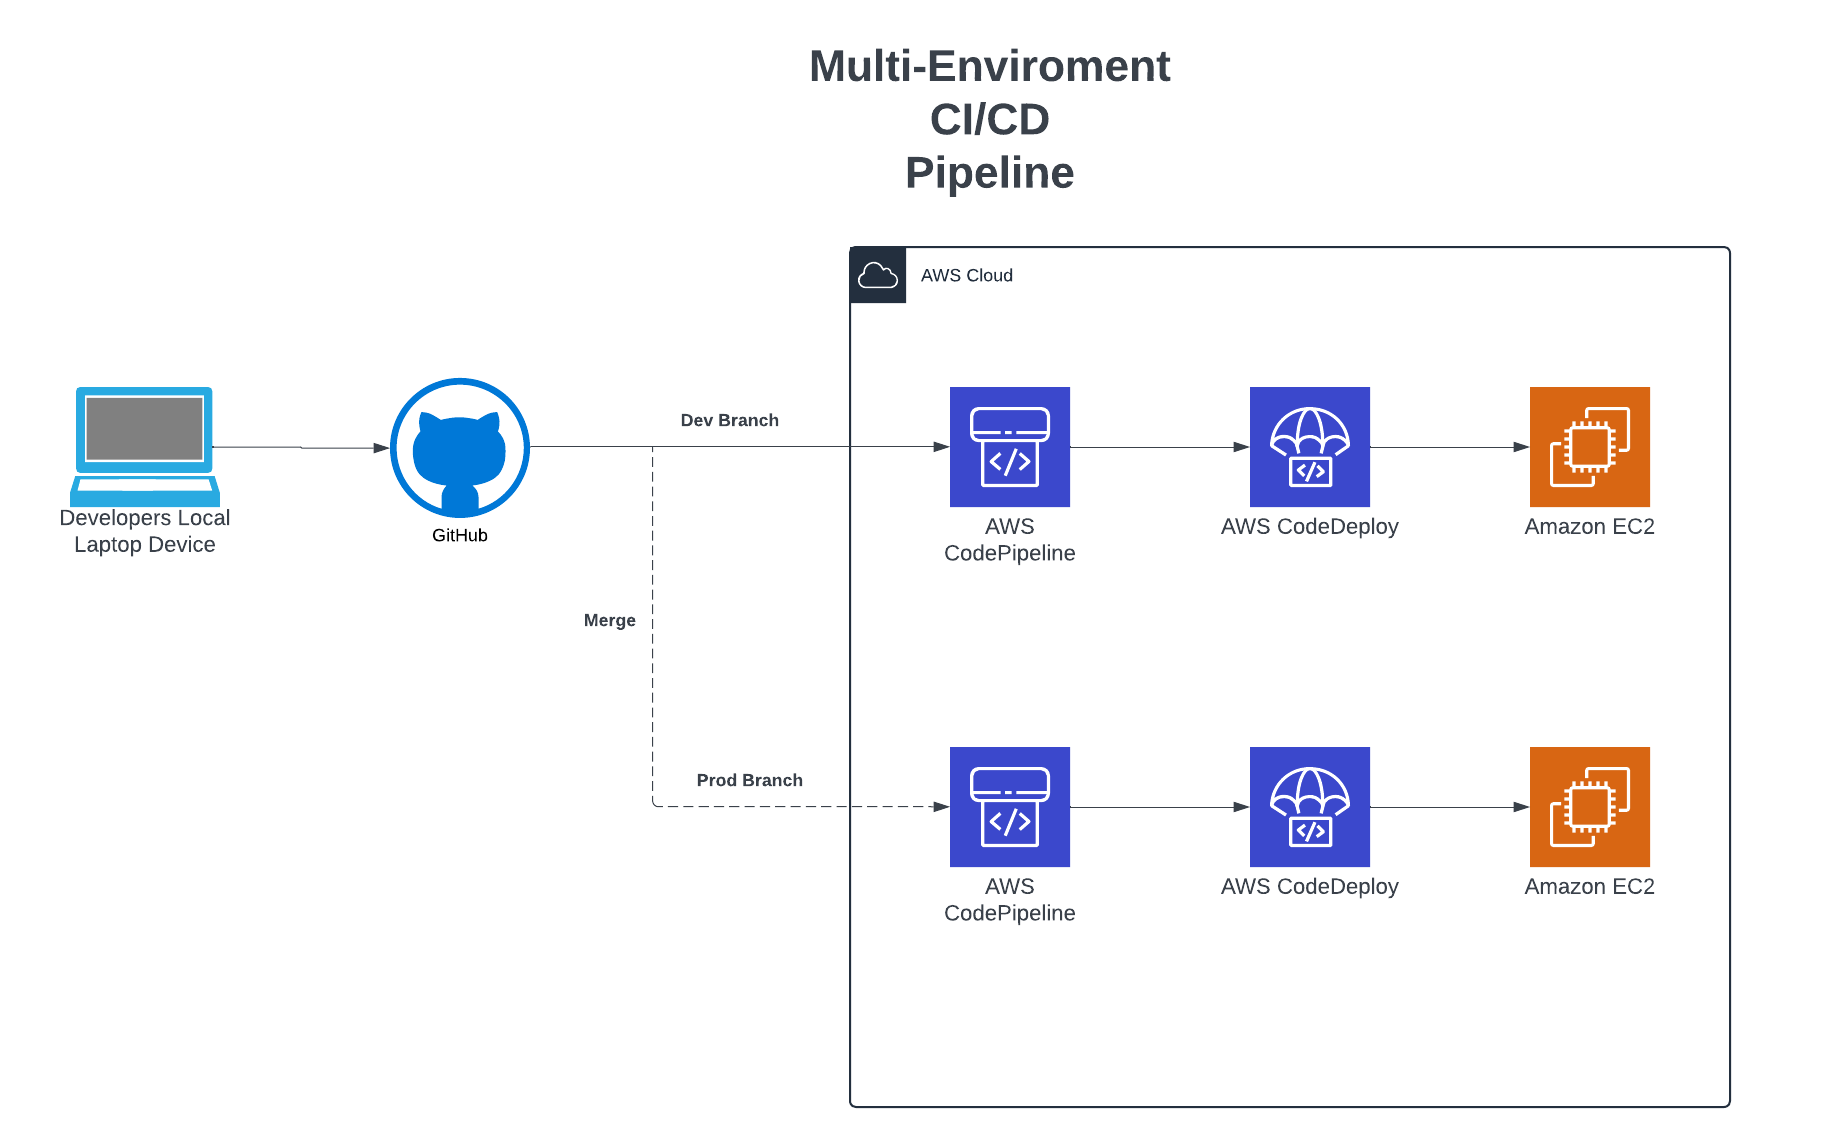 Multi-Enviroment
CI/CD
Pipeline
AWS Cloud
Developers Local
Laptop Device
GitHub
Dev Branch
AWS
CodePipeline
AWS CodeDeploy
Amazon EC2
Merge
Prod Branch
AWS
CodePipeline
AWS CodeDeploy
Amazon EC2